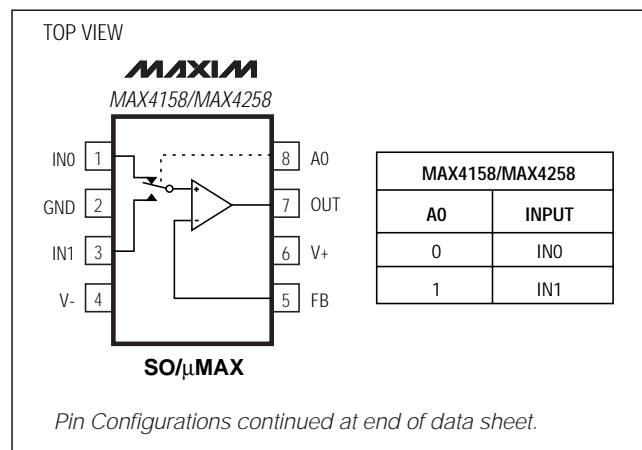 TOP VIEW
MAXIM
MAX4158/MAX4258
IN0 1
GND 2
IN1 3
V- 4
8 A0
7 OUT
6 V+
5 FB
+
-
SO/μMAX
MAX4158/MAX4258
A0 INPUT
0 IN0
1 IN1
Pin Configurations continued at end of data sheet.